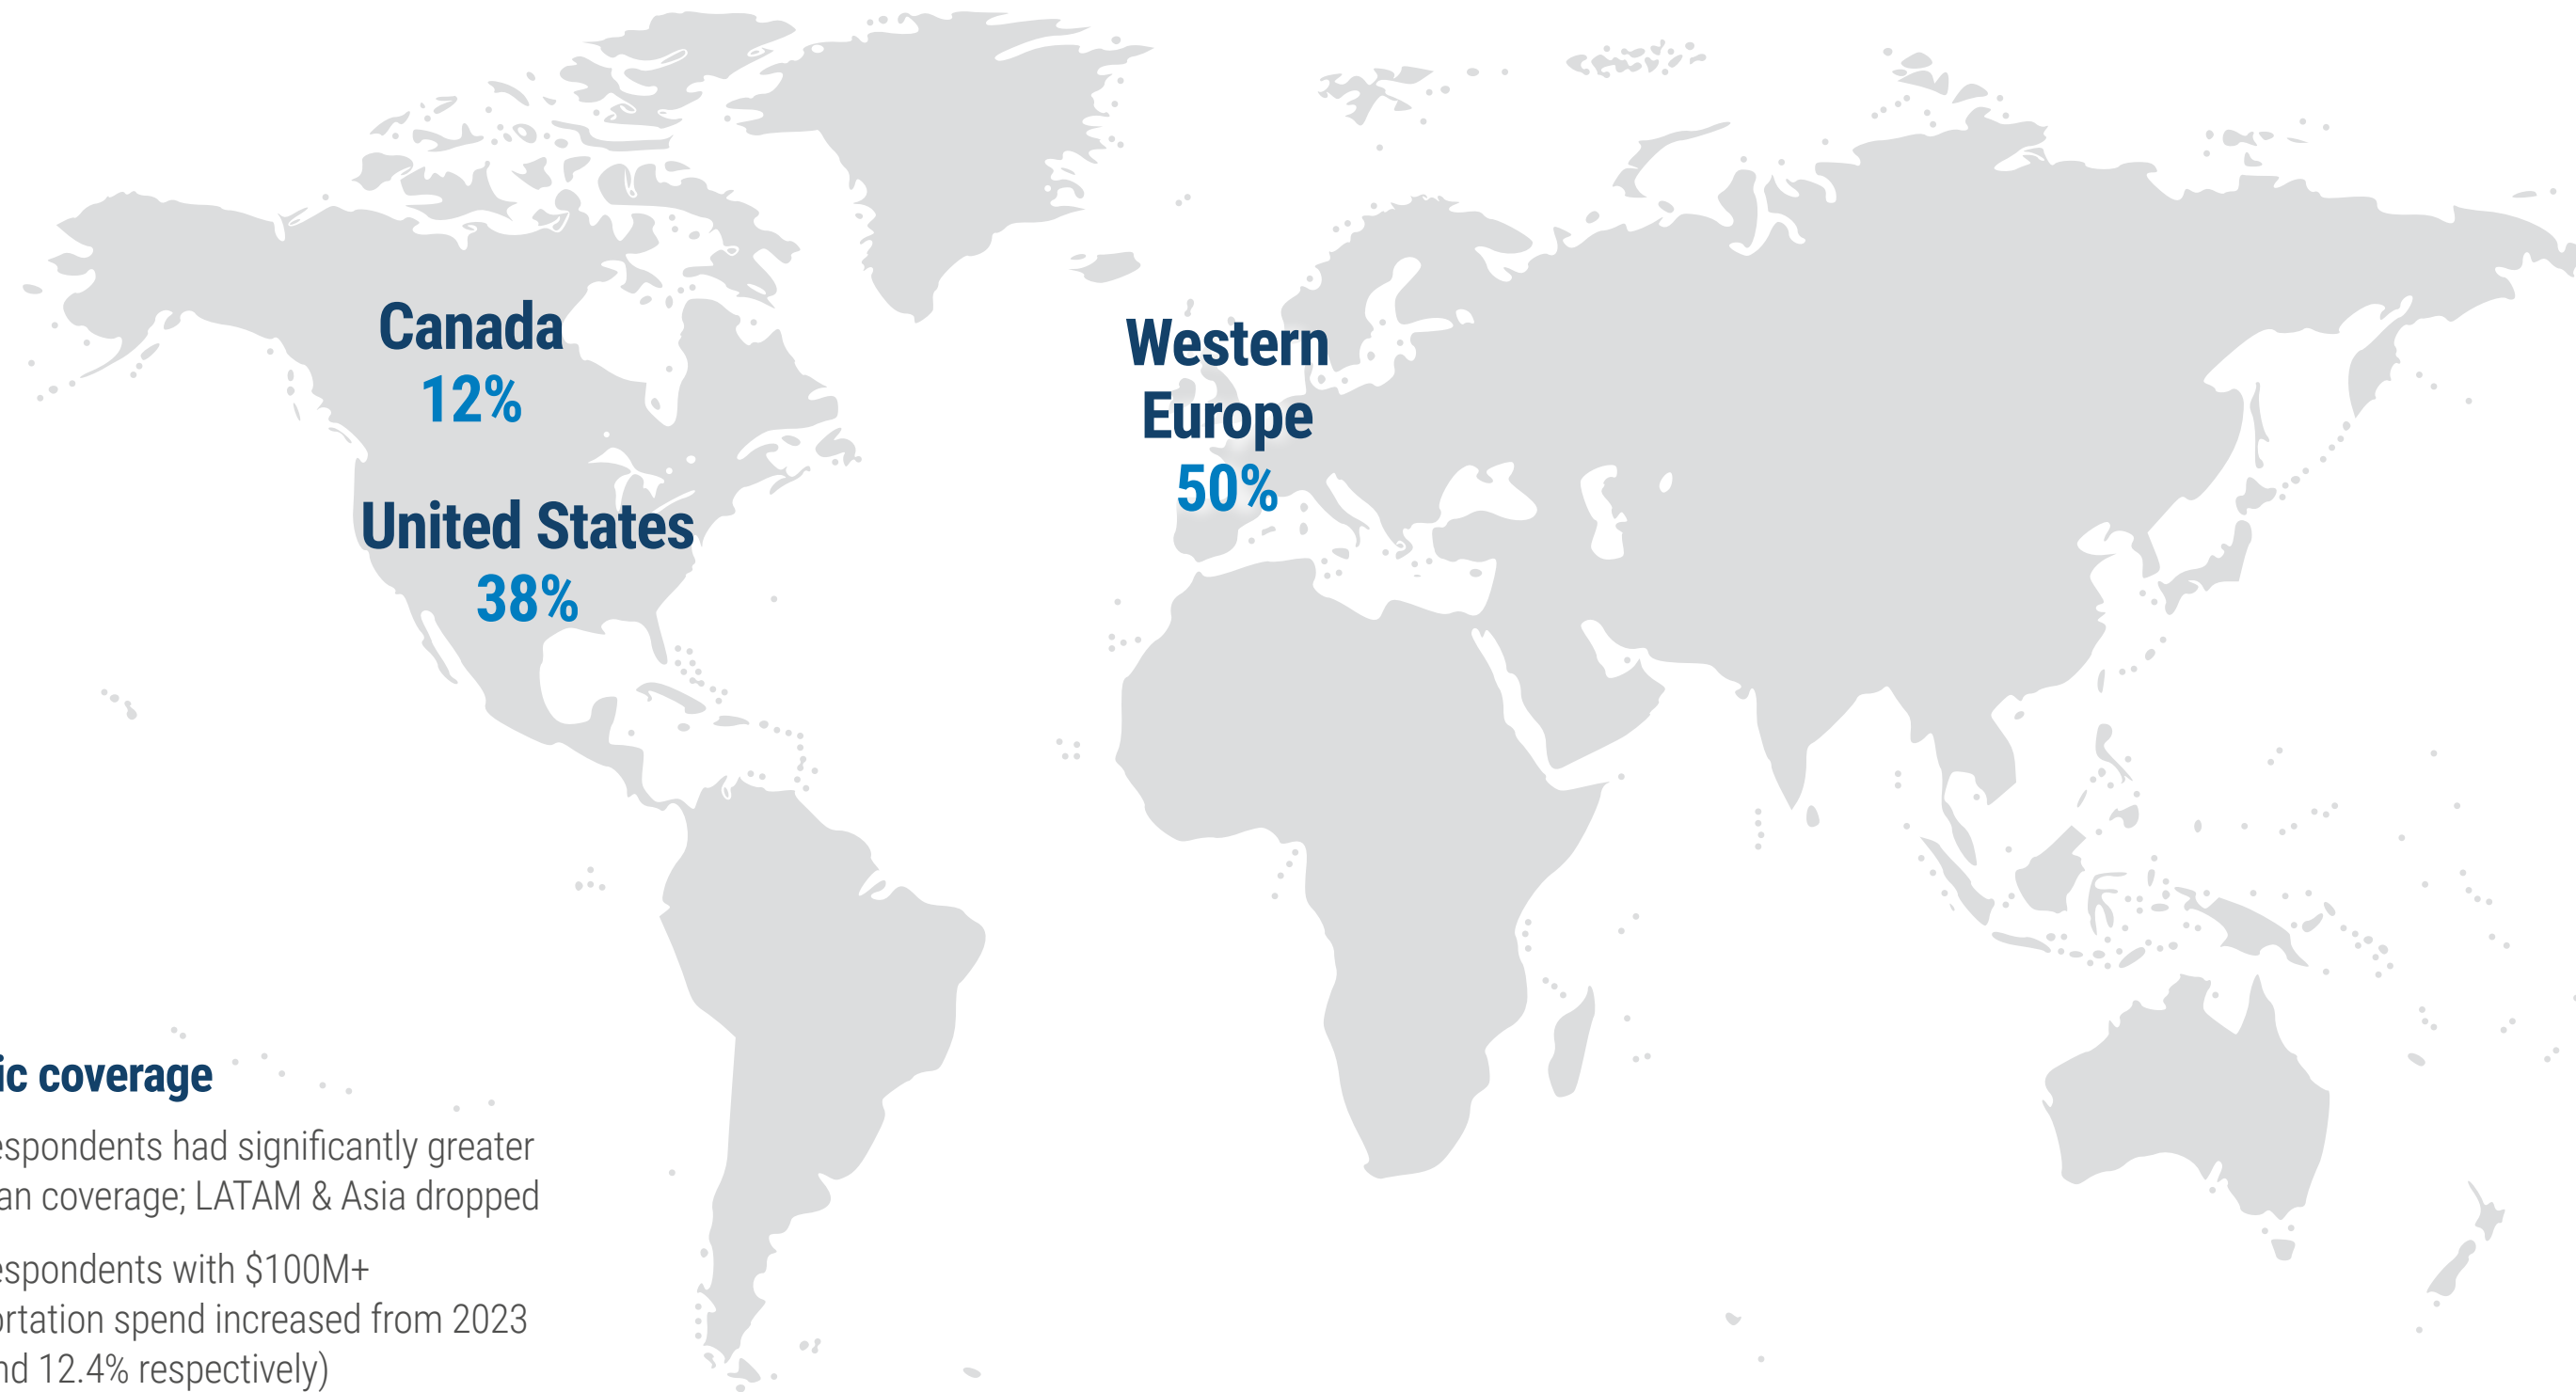 Canada
12%
United States
38%
Western
Europe
50%
ic coverage
espondents had significantly greater
an coverage; LATAM & Asia dropped
espondents with $100M+
ortation spend increased from 2023
nd 12.4% respectively)